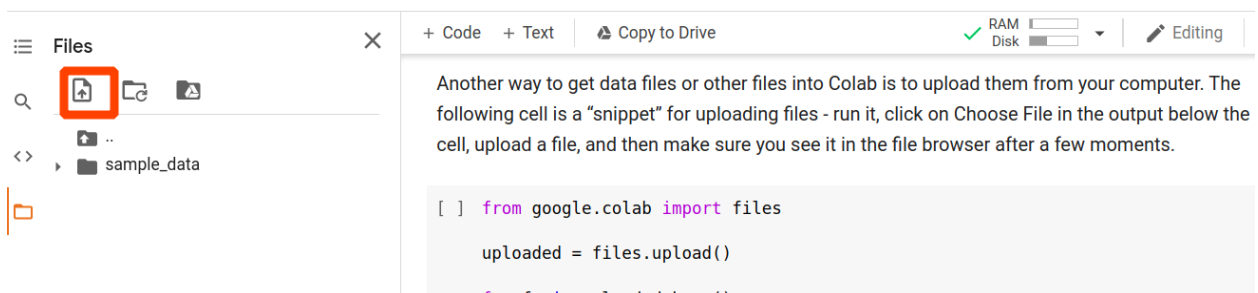 Files
..
sample_data
+ Code + Text Copy to Drive
RAM
Disk
Editing
Another way to get data files or other files into Colab is to upload them from your computer. The
following cell is a “snippet” for uploading files - run it, click on Choose File in the output below the
cell, upload a file, and then make sure you see it in the file browser after a few moments.
[ ] from google.colab import files
uploaded = files.upload()